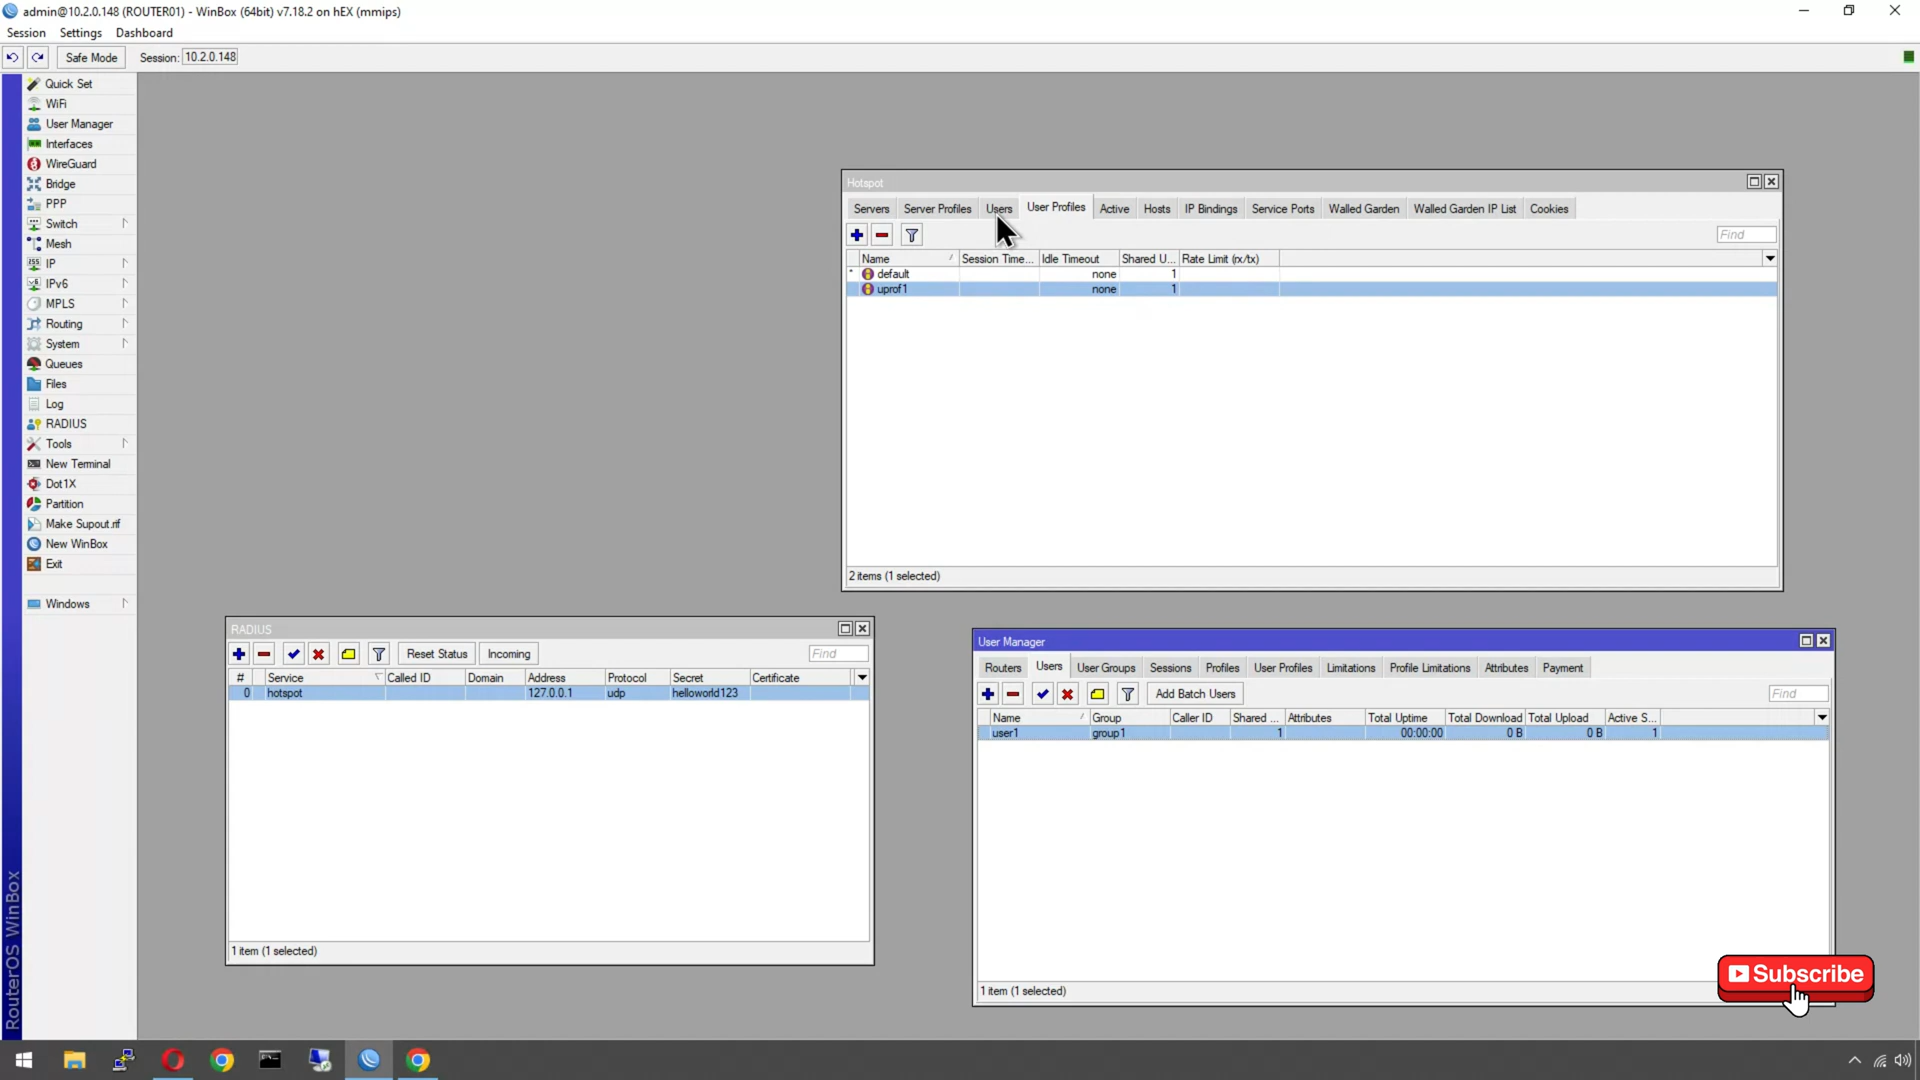 admin@10.2.0.148 (ROUTER01) - WinBox (64bit) v7.18.2 on hEX (mmips)
Session Settings Dashboard
Safe Mode Session: 10.2.0.148
Quick Set
WiFi
User Manager
Interfaces
WireGuard
Bridge
PPP
Switch
Mesh
IP
IPv6
MPLS
Routing
System
Queues
Files
Log
RADIUS
Tools
New Terminal
Dot1X
Partition
Make Supout.rif
New WinBox
Exit
Windows
RouterOS WinBox
Hotspot
Servers Server Profiles Users User Profiles Active Hosts IP Bindings Service Ports Walled Garden Walled Garden IP List Cookies
Find
Name Session Time... Idle Timeout Shared U... Rate Limit (rx/tx)
* default none 1
uprof1 none 1
2 items (1 selected)
RADIUS
Reset Status Incoming Find
# Service Called ID Domain Address Protocol Secret Certificate
0 hotspot 127.0.0.1 udp helloworld123
1 item (1 selected)
User Manager
Routers Users User Groups Sessions Profiles User Profiles Limitations Profile Limitations Attributes Payment
Add Batch Users Find
Name Group Caller ID Shared ... Attributes Total Uptime Total Download Total Upload Active S...
user1 group1 1 00:00:00 0 B 0 B 1
1 item (1 selected)
Subscribe